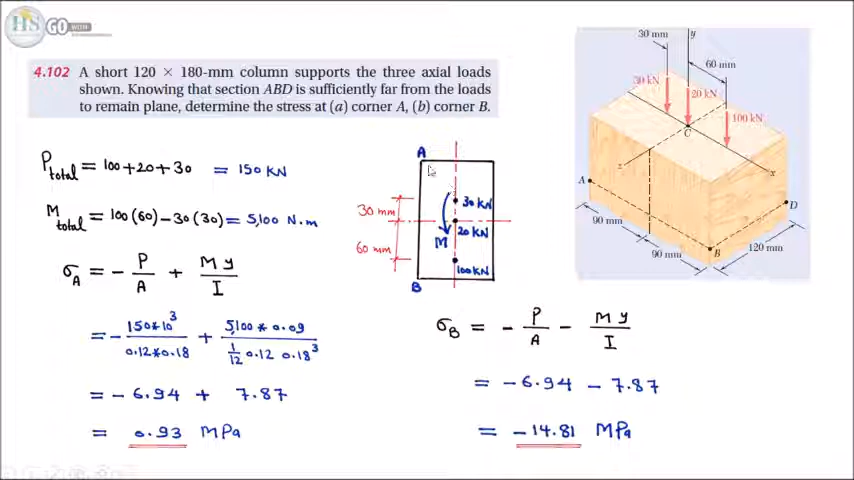 HS
GO
4.102 A short 120 × 180-mm column supports the three axial loads
shown. Knowing that section ABD is sufficiently far from the loads
to remain plane, determine the stress at (a) corner A, (b) corner B.
30 mm
y
60 mm
30 kN
20 kN
100 kN
C
z
x
A
D
B
90 mm
90 mm
120 mm
P total = 100+20+30 = 150 KN
M total = 100(60) - 30(30) = 5,100 N.m
A
30 mm
60 mm
30 KN
20 KN
M
100 KN
B
σA = - P/A + My/I
= - 150*10^3 / 0.12*0.18 + 5,100*0.09 / 1/12 0.12 0.18^3
= -6.94 + 7.87
= 0.93 MPa
σB = - P/A - My/I
= -6.94 - 7.87
= -14.81 MPa